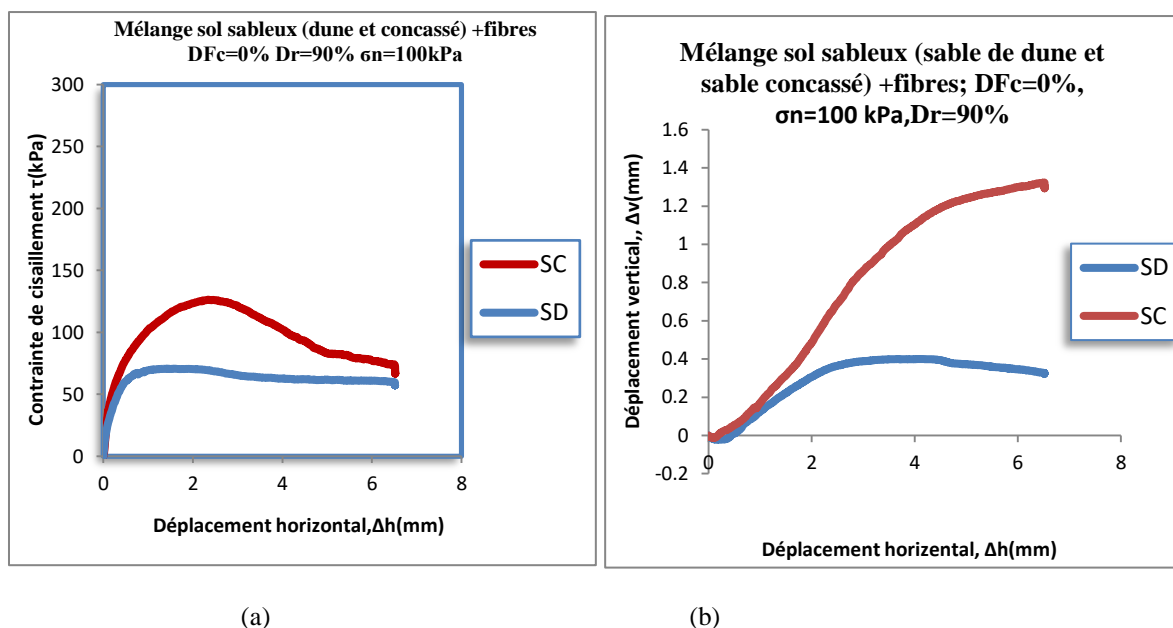 Mélange sol sableux (dune et concassé) +fibres
DFc=0% Dr=90% ϭn=100kPa
300
250
200
150
100
50
0
0 2 4 6 8
Contrainte de cisaillement τ(kPa)
Déplacement horizontal,Δh(mm)
SC
SD
(a)
Mélange sol sableux (sable de dune et
sable concassé) +fibres; DFc=0%,
σn=100 kPa,Dr=90%
1.6
1.4
1.2
1
0.8
0.6
0.4
0.2
0
-0.2
0 2 4 6 8
Déplacement vertical,, Δv(mm)
Déplacement horizental, Δh(mm)
SD
SC
(b)